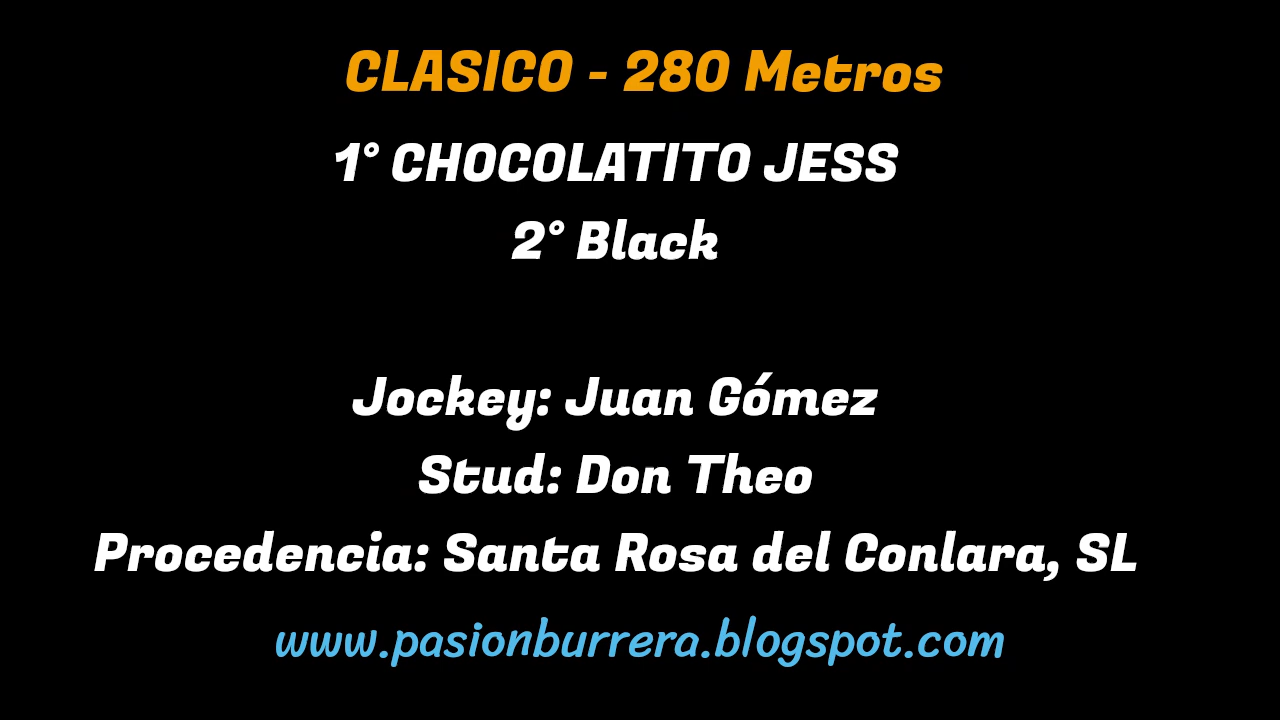 CLASICO - 280 Metros
1° CHOCOLATITO JESS
2° Black
Jockey: Juan Gómez
Stud: Don Theo
Procedencia: Santa Rosa del Conlara, SL
www.pasionburrera.blogspot.com